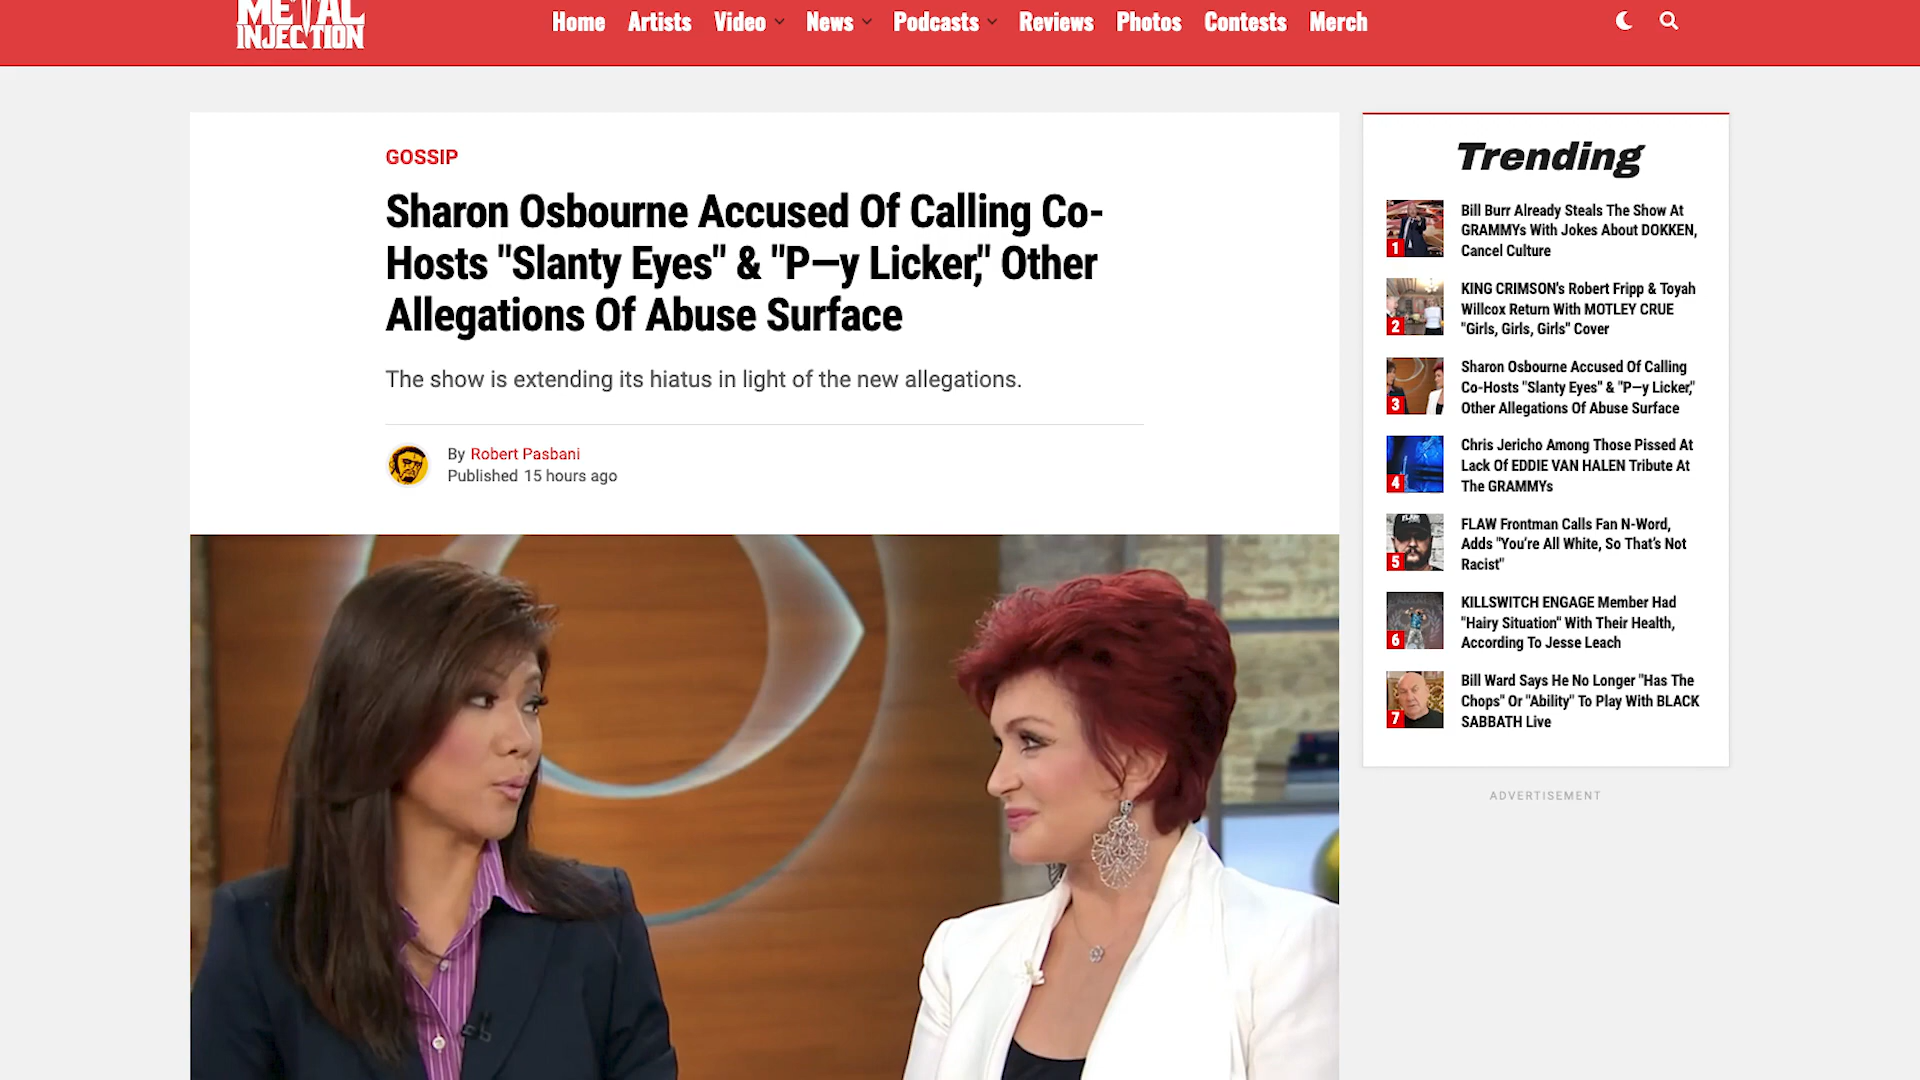 METAL
INJECTION
Home Artists Video News Podcasts Reviews Photos Contests Merch
GOSSIP
Sharon Osbourne Accused Of Calling Co-
Hosts "Slanty Eyes" & "P—y Licker," Other
Allegations Of Abuse Surface
The show is extending its hiatus in light of the new allegations.
By Robert Pasbani
Published 15 hours ago
Trending
1
Bill Burr Already Steals The Show At
GRAMMYs With Jokes About DOKKEN,
Cancel Culture
2
KING CRIMSON's Robert Fripp & Toyah
Willcox Return With MOTLEY CRUE
"Girls, Girls, Girls" Cover
3
Sharon Osbourne Accused Of Calling
Co-Hosts "Slanty Eyes" & "P—y Licker,"
Other Allegations Of Abuse Surface
4
Chris Jericho Among Those Pissed At
Lack Of EDDIE VAN HALEN Tribute At
The GRAMMYs
5
FLAW Frontman Calls Fan N-Word,
Adds "You're All White, So That's Not
Racist"
6
KILLSWITCH ENGAGE Member Had
"Hairy Situation" With Their Health,
According To Jesse Leach
7
Bill Ward Says He No Longer "Has The
Chops" Or "Ability" To Play With BLACK
SABBATH Live
ADVERTISEMENT